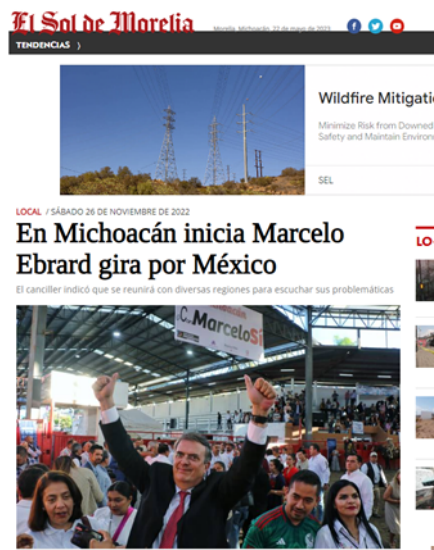 El Sol de Morelia
Morelia, Michoacán, 22 de mayo de 2023
TENDENCIAS
Wildfire Mitigati
Minimize Risk from Downed
Safety and Maintain Environ
SEL
LOCAL / SÁBADO 26 DE NOVIEMBRE DE 2022
En Michoacán inicia Marcelo
Ebrard gira por México
LO
El canciller indicó que se reunirá con diversas regiones para escuchar sus problemáticas
MarceloSí